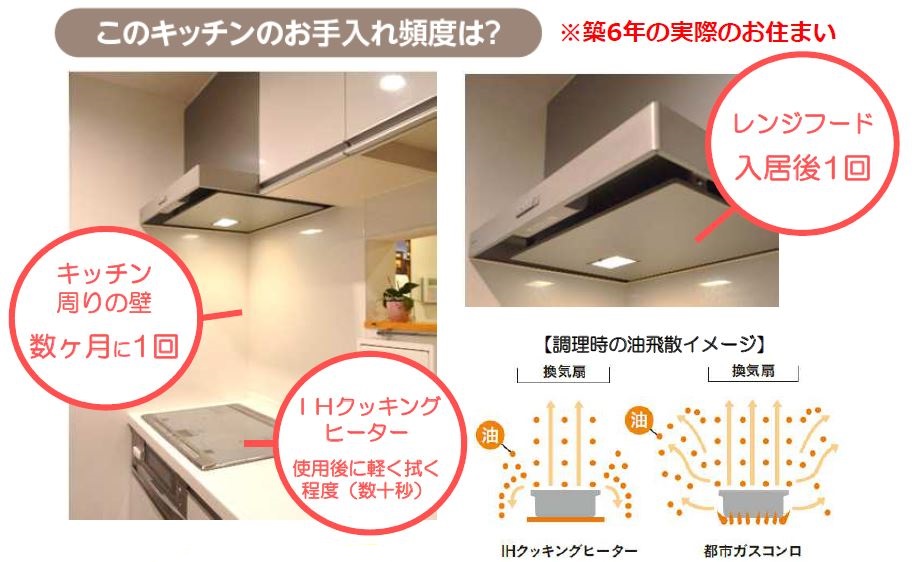 このキッチンのお手入れ頻度は?
※築6年の実際のお住まい
レンジフード
入居後1回
キッチン
周りの壁
数ヶ月に1回
IHクッキング
ヒーター
使用後に軽く拭く
程度(数十秒)
【調理時の油飛散イメージ】
換気扇
換気扇
油
油
IHクッキングヒーター
都市ガスコンロ